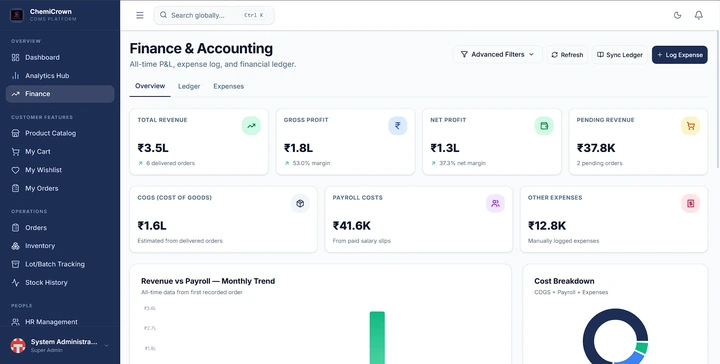 ChemiCrown
CDMS PLATFORM
OVERVIEW
Dashboard
Analytics Hub
Finance
CUSTOMER FEATURES
Product Catalog
My Cart
My Wishlist
My Orders
OPERATIONS
Orders
Inventory
Lot/Batch Tracking
Stock History
PEOPLE
HR Management
System Administra...
Super Admin
Search globally...
Ctrl K
Finance & Accounting
All-time P&L, expense log, and financial ledger.
Advanced Filters
Refresh
Sync Ledger
+ Log Expense
Overview
Ledger
Expenses
TOTAL REVENUE
₹3.5L
6 delivered orders
GROSS PROFIT
₹
₹1.8L
53.0% margin
NET PROFIT
₹1.3L
37.3% net margin
PENDING REVENUE
₹37.8K
2 pending orders
COGS (COST OF GOODS)
₹1.6L
Estimated from delivered orders
PAYROLL COSTS
₹41.6K
From paid salary slips
OTHER EXPENSES
₹12.8K
Manually logged expenses
Revenue vs Payroll — Monthly Trend
All-time data from first recorded order
₹3.6L
₹2.7L
₹1.8L
Cost Breakdown
COGS + Payroll + Expenses